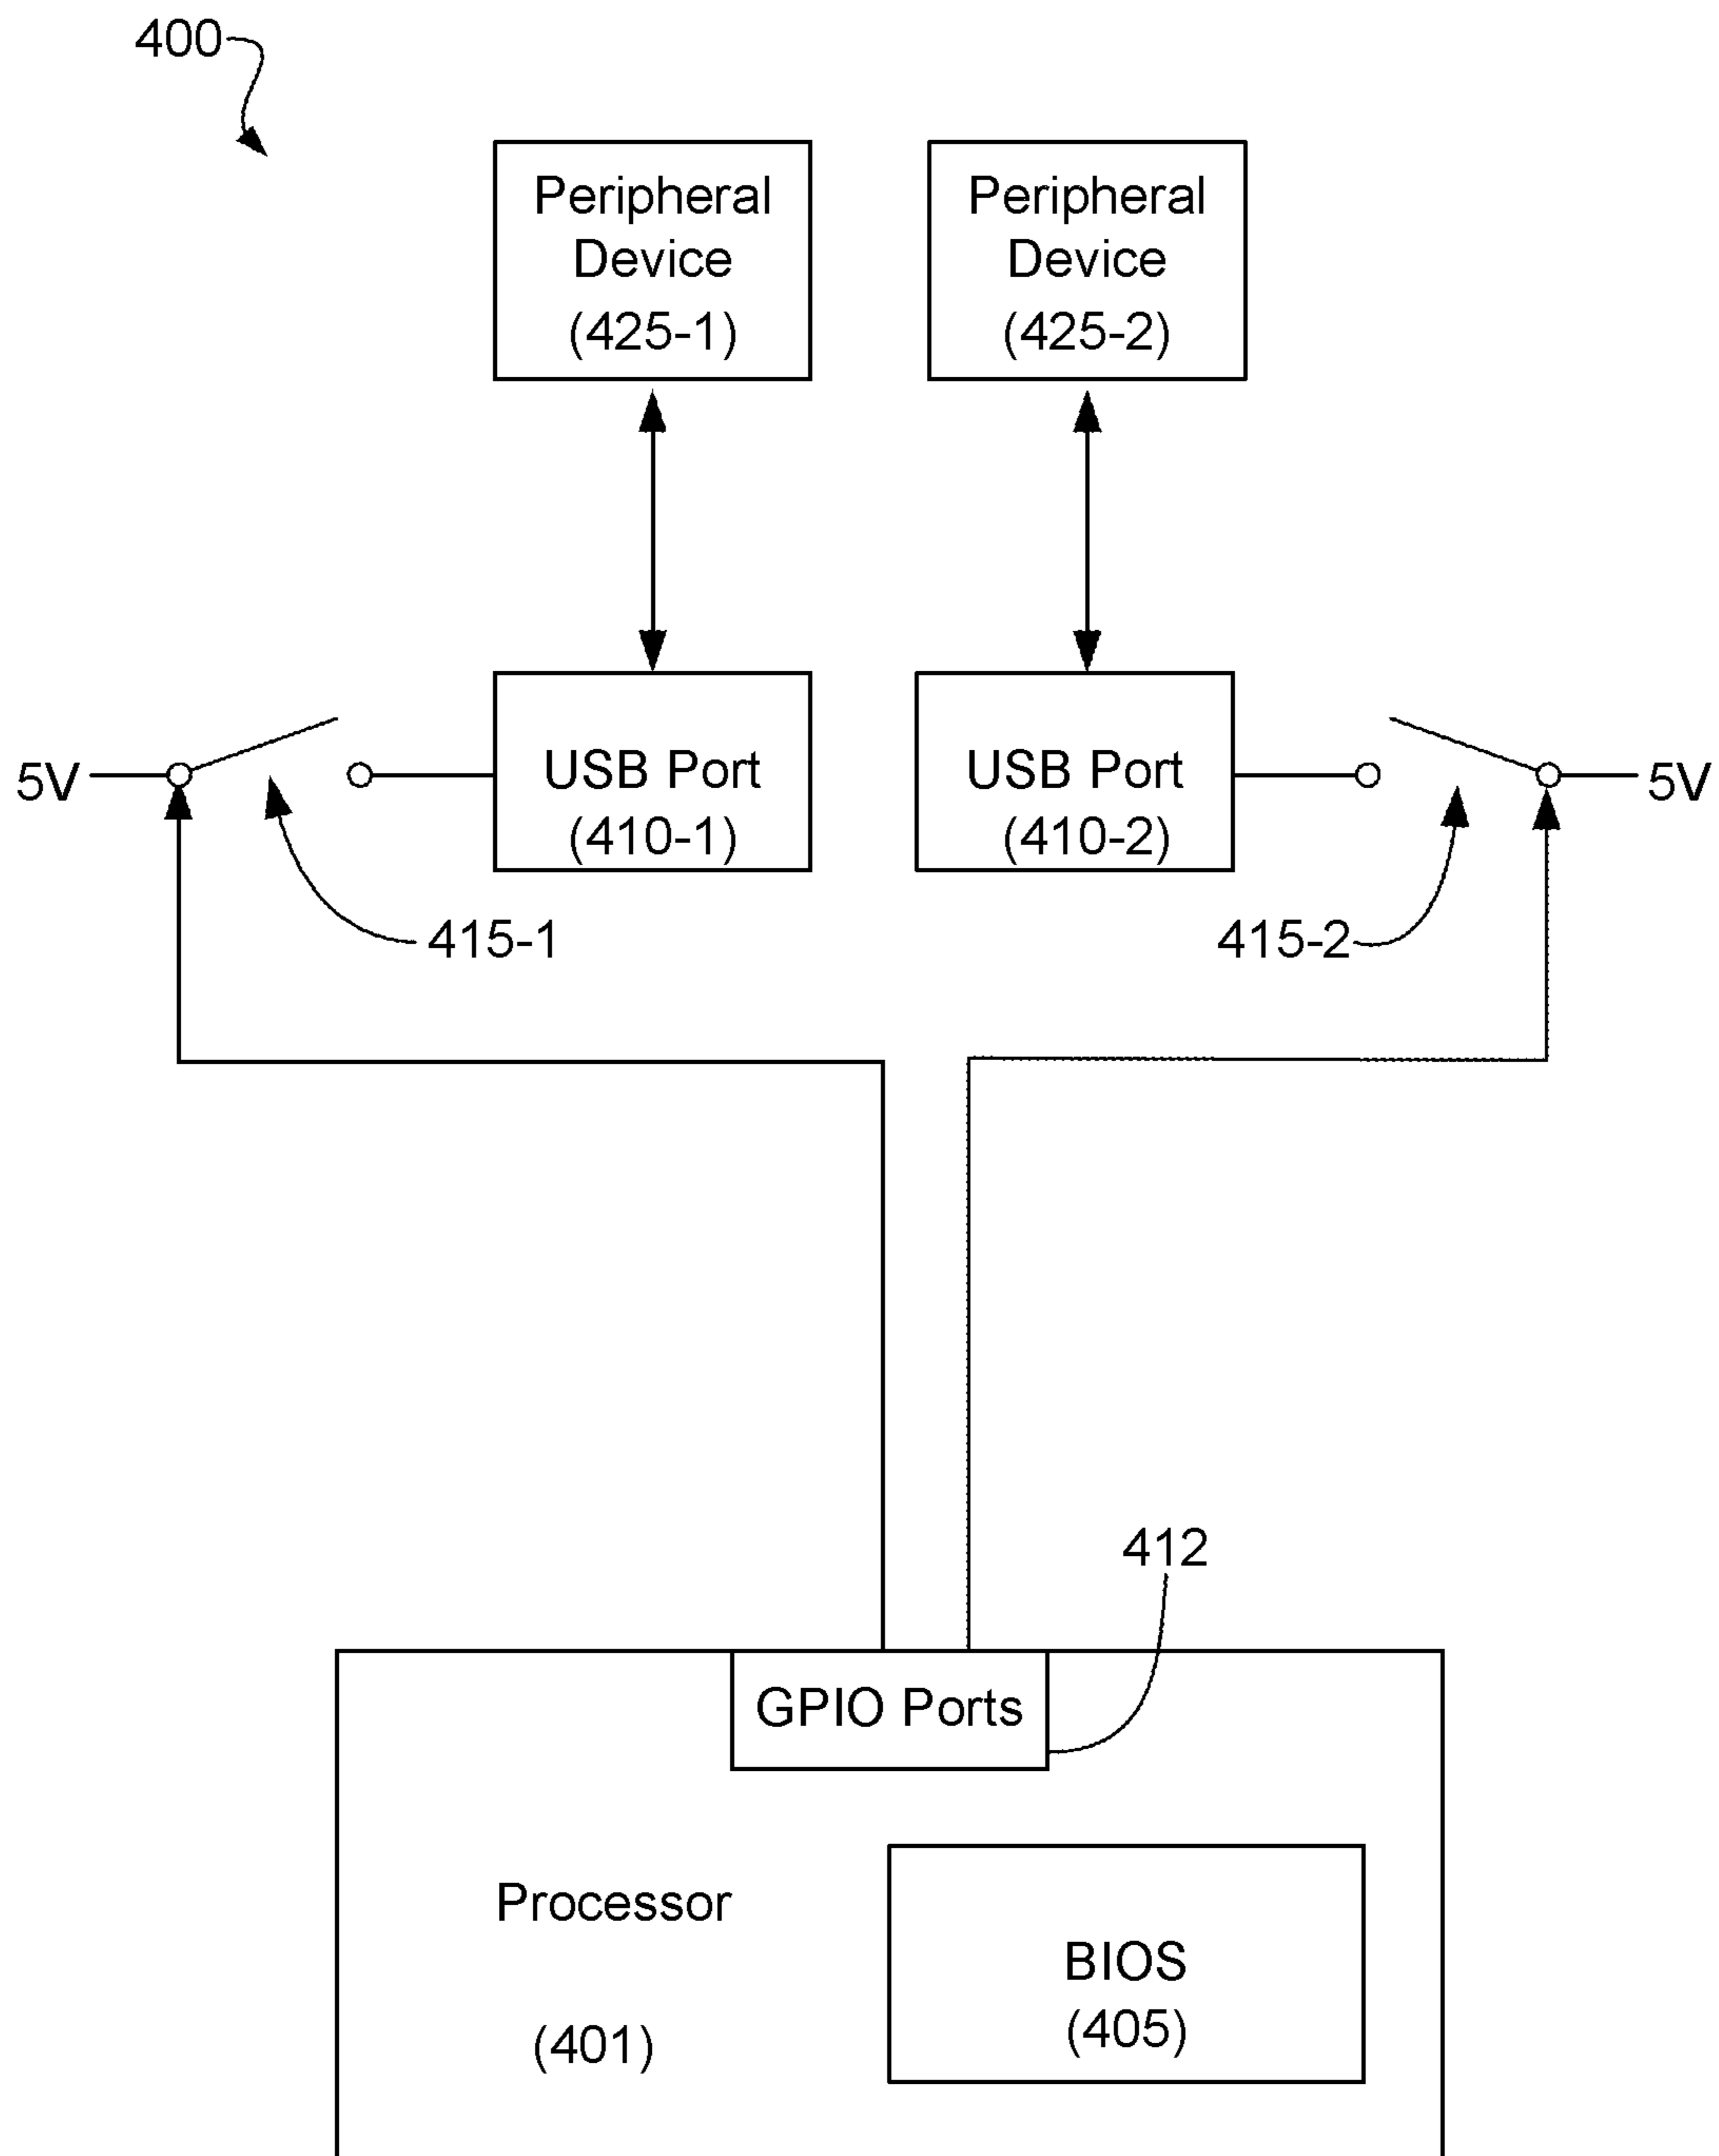 400
Peripheral
Device
(425-1)
Peripheral
Device
(425-2)
5V
USB Port
(410-1)
USB Port
(410-2)
5V
415-1
415-2
412
GPIO Ports
Processor
(401)
BIOS
(405)